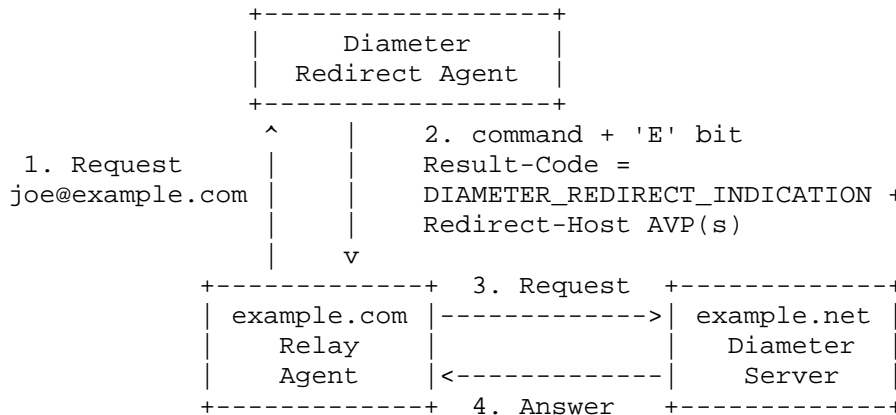 +------------------+
|     Diameter     |
|  Redirect Agent  |
+------------------+
^    |    2. command + 'E' bit
1. Request     |    |    Result-Code =
joe@example.com |    |    DIAMETER_REDIRECT_INDICATION +
|    |    Redirect-Host AVP(s)
|    v
+-------------+  3. Request  +-------------+
| example.com |------------->| example.net |
|    Relay    |              |   Diameter  |
|    Agent    |<-------------|    Server   |
+-------------+  4. Answer   +-------------+